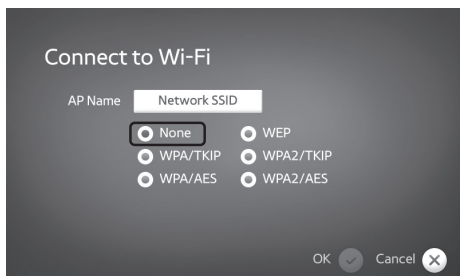 Connect to Wi-Fi
AP Name Network SSID
None WEP
WPA/TKIP WPA2/TKIP
WPA/AES WPA2/AES
OK Cancel